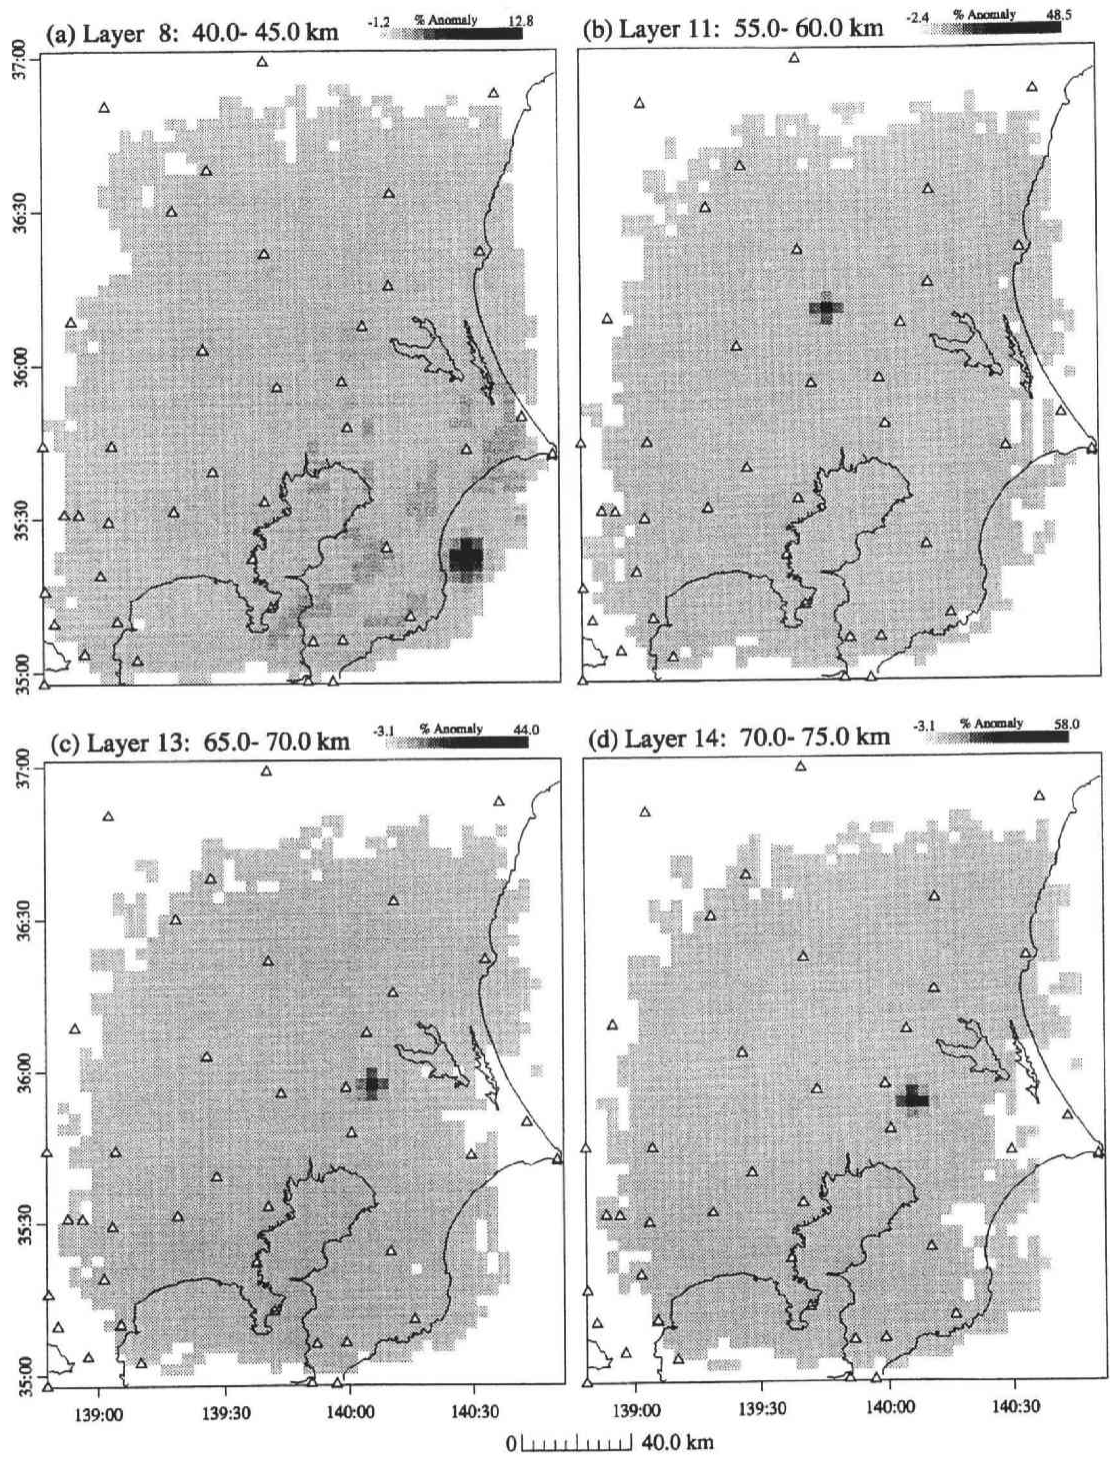 (a) Layer 8: 40.0- 45.0 km
-1.2 % Anomaly 12.8
(b) Layer 11: 55.0- 60.0 km
-2.4 % Anomaly 48.5
37:00
36:30
36:00
35:30
35:00
(c) Layer 13: 65.0- 70.0 km
-3.1 % Anomaly 44.0
(d) Layer 14: 70.0- 75.0 km
-3.1 % Anomaly 58.0
37:00
36:30
36:00
35:30
35:00
139:00 139:30 140:00 140:30
139:00 139:30 140:00 140:30
0 40.0 km